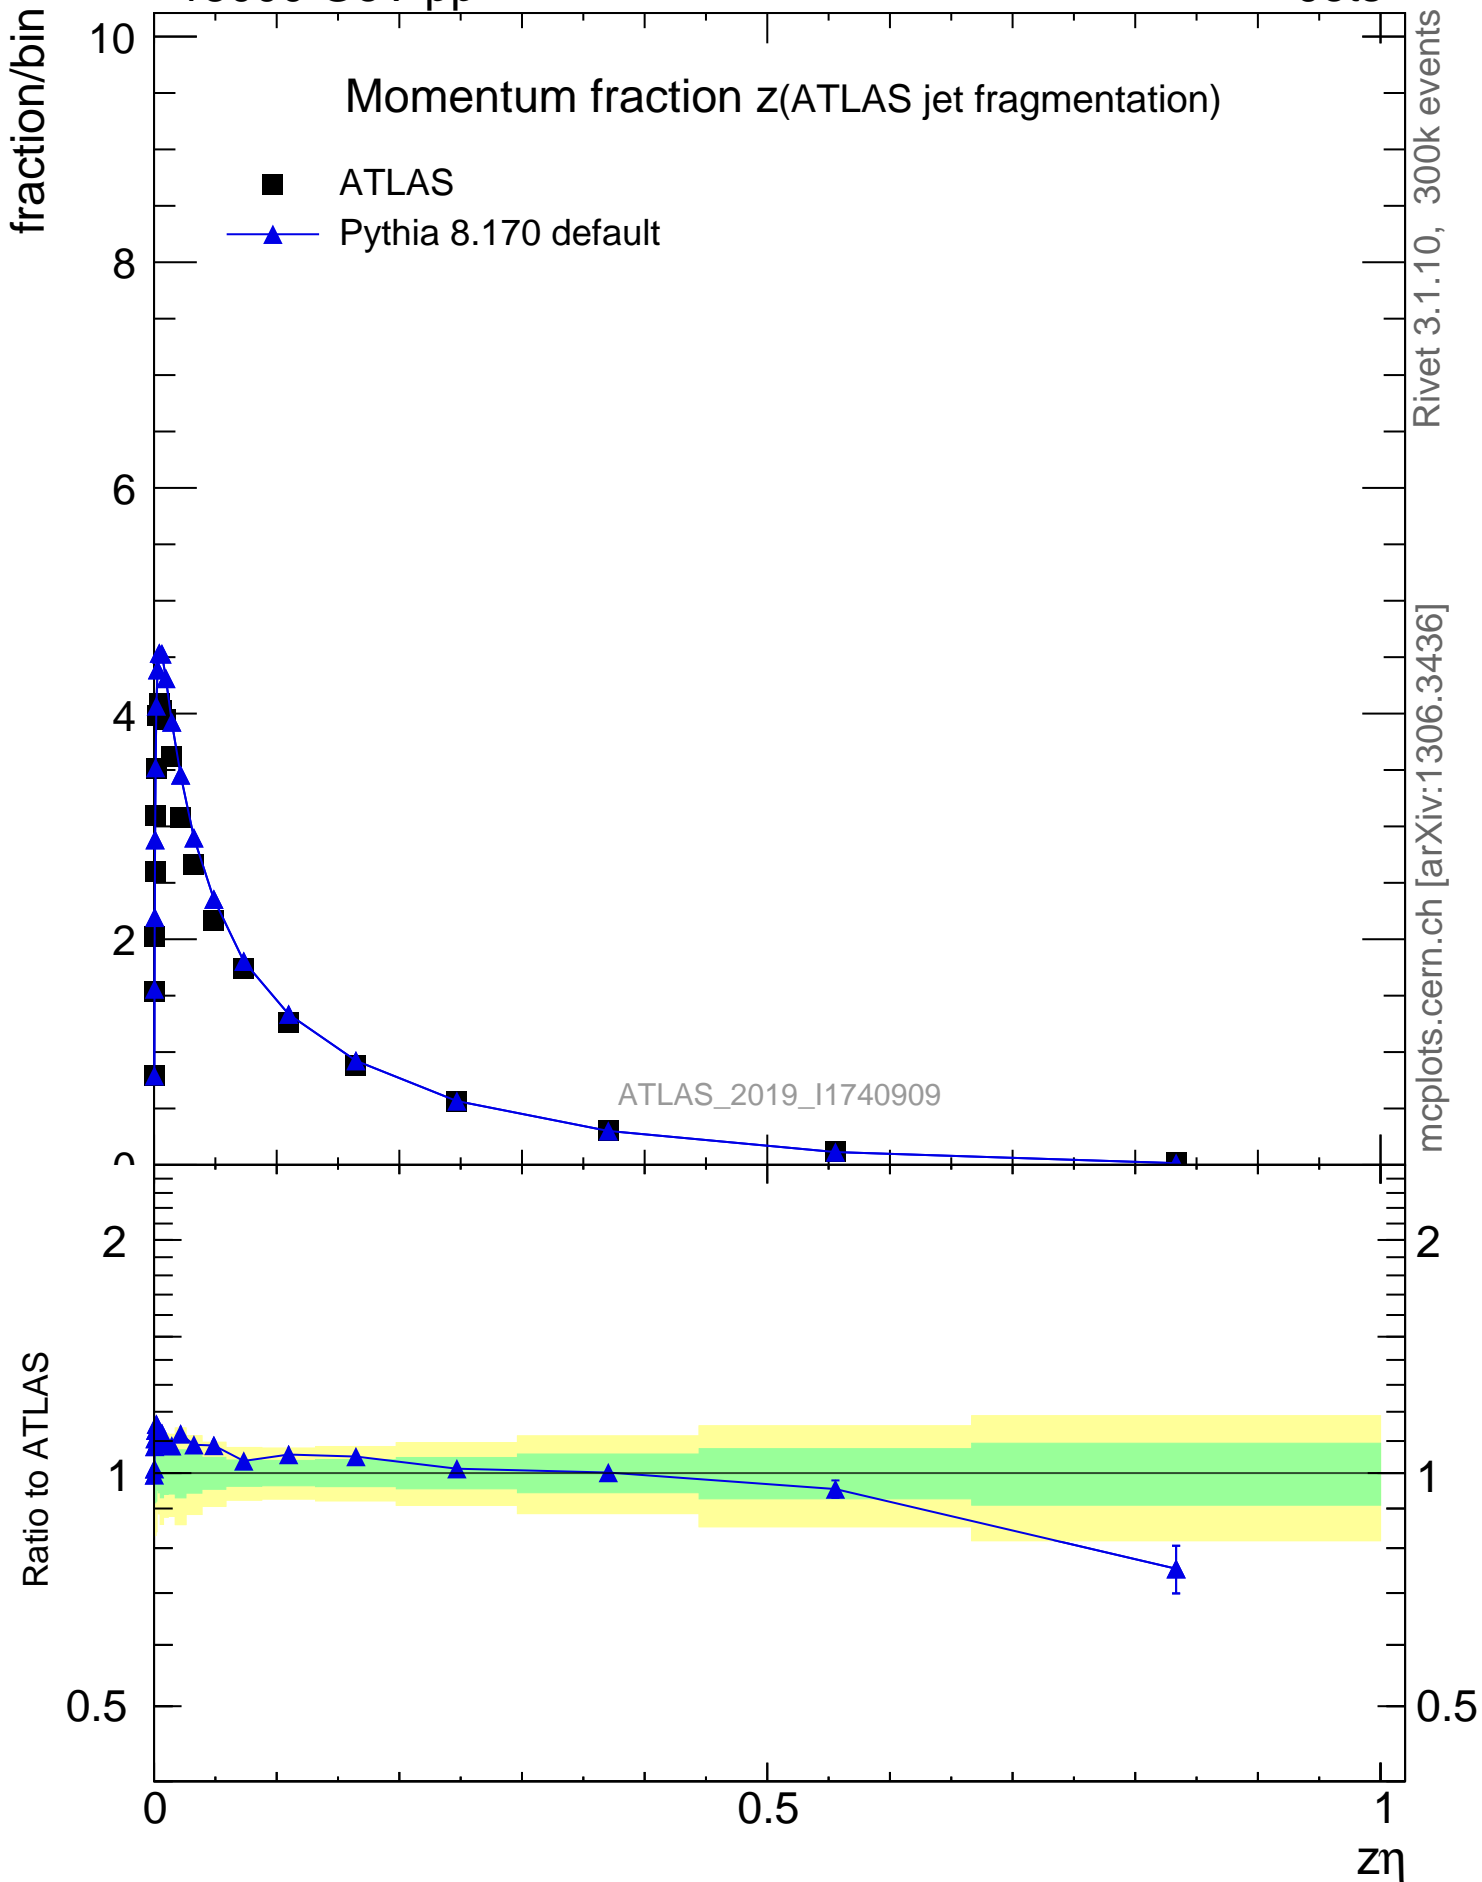 fraction/bin
Momentum fraction z(ATLAS jet fragmentation)
ATLAS
Pythia 8.170 default
10
8
6
4
2
0
ATLAS_2019_I1740909
Rivet 3.1.10, 300k events
mcplots.cern.ch [arXiv:1306.3436]
Ratio to ATLAS
2
1
0.5
2
1
0.5
0
0.5
1
zη